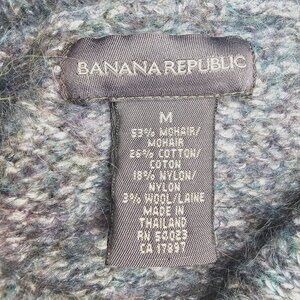 BANANA REPUBLIC
M
53% MOHAIR/
MOHAIR
26% COTTON/
COTON
18% NYLON/
NYLON
3% WOOL/LAINE
MADE IN
THAILAND
RN 50023
CA 17897